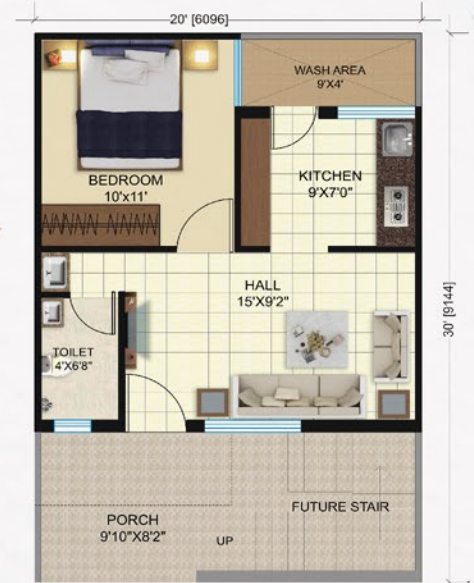 20' [6096]
WASH AREA
9'X4'
BEDROOM
10'x11'
KITCHEN
9'X7'0"
HALL
15'X9'2"
30' [9144]
TOILET
4'X6'8"
FUTURE STAIR
PORCH
9'10"X8'2"
UP